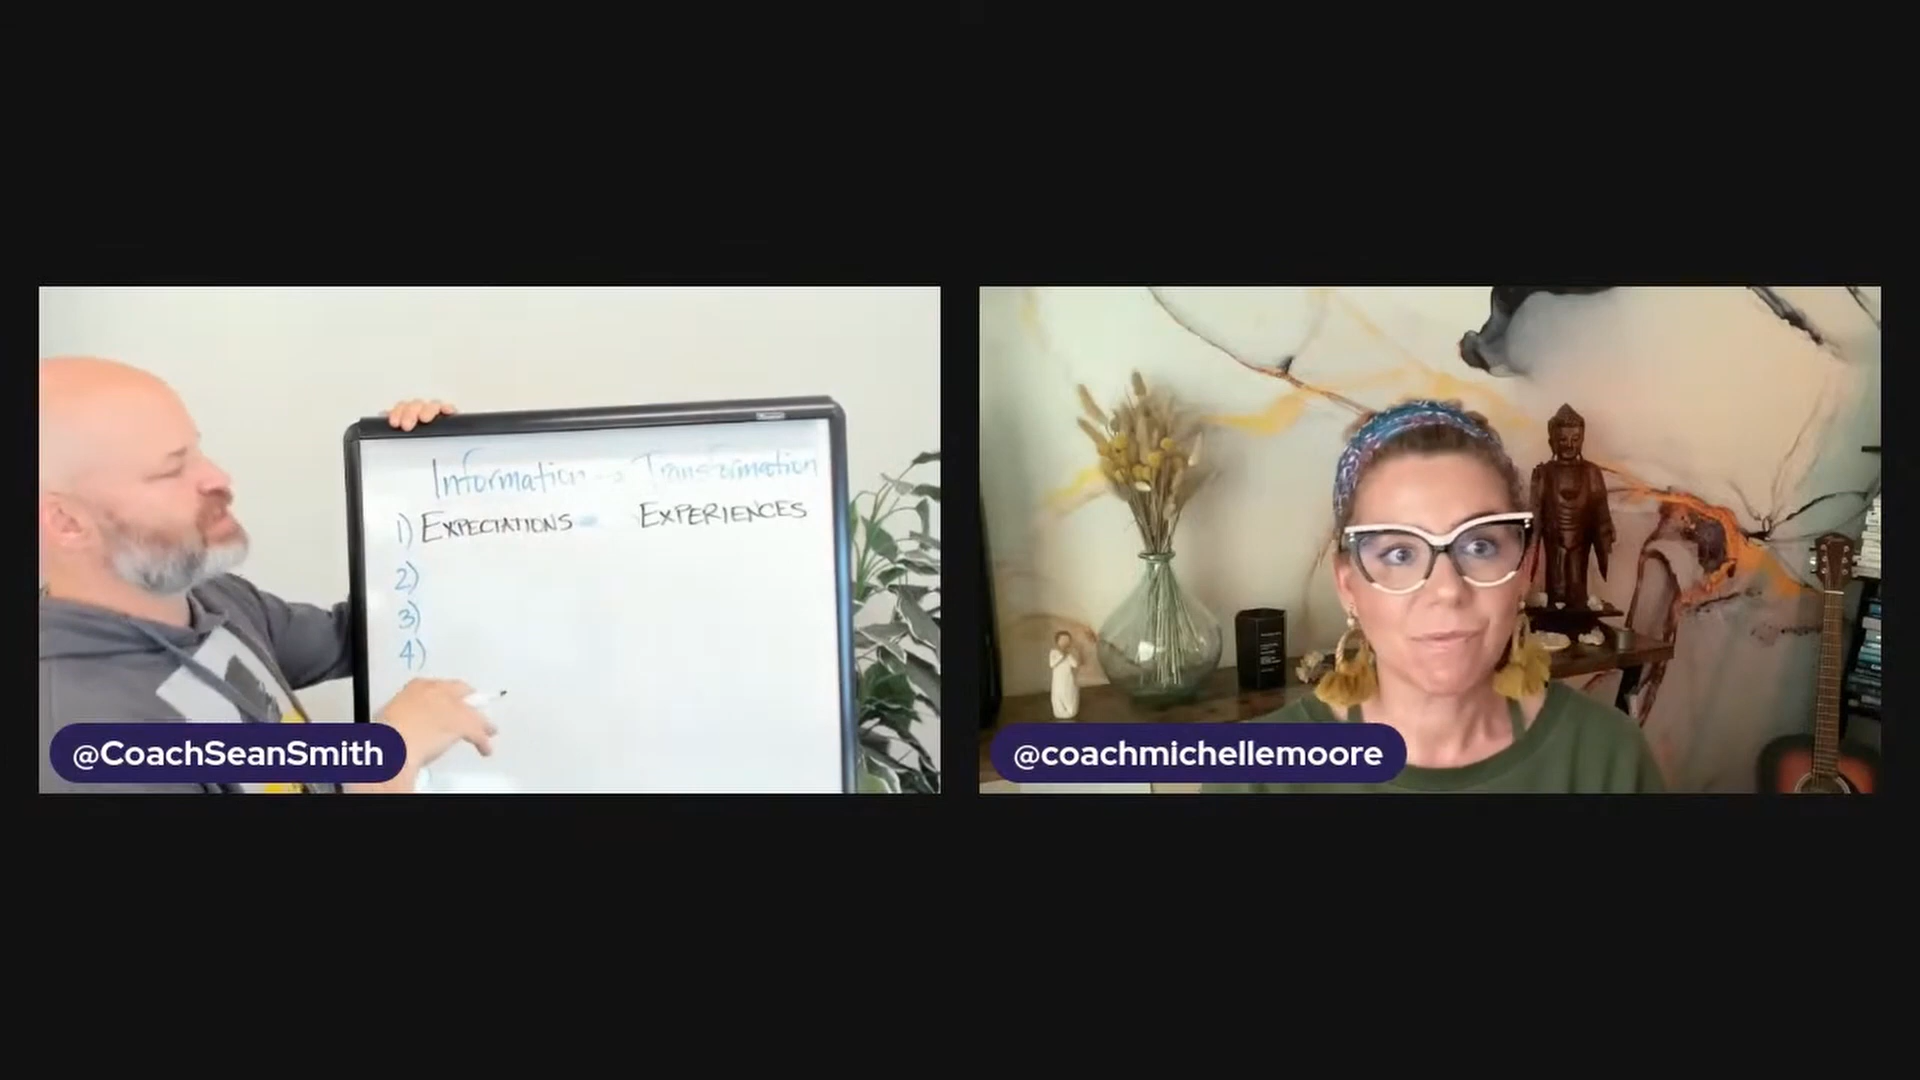 Information -> Transformation
1) EXPECTATIONS - EXPERIENCES
2)
3)
4)
@CoachSeanSmith
@coachmichellemoore